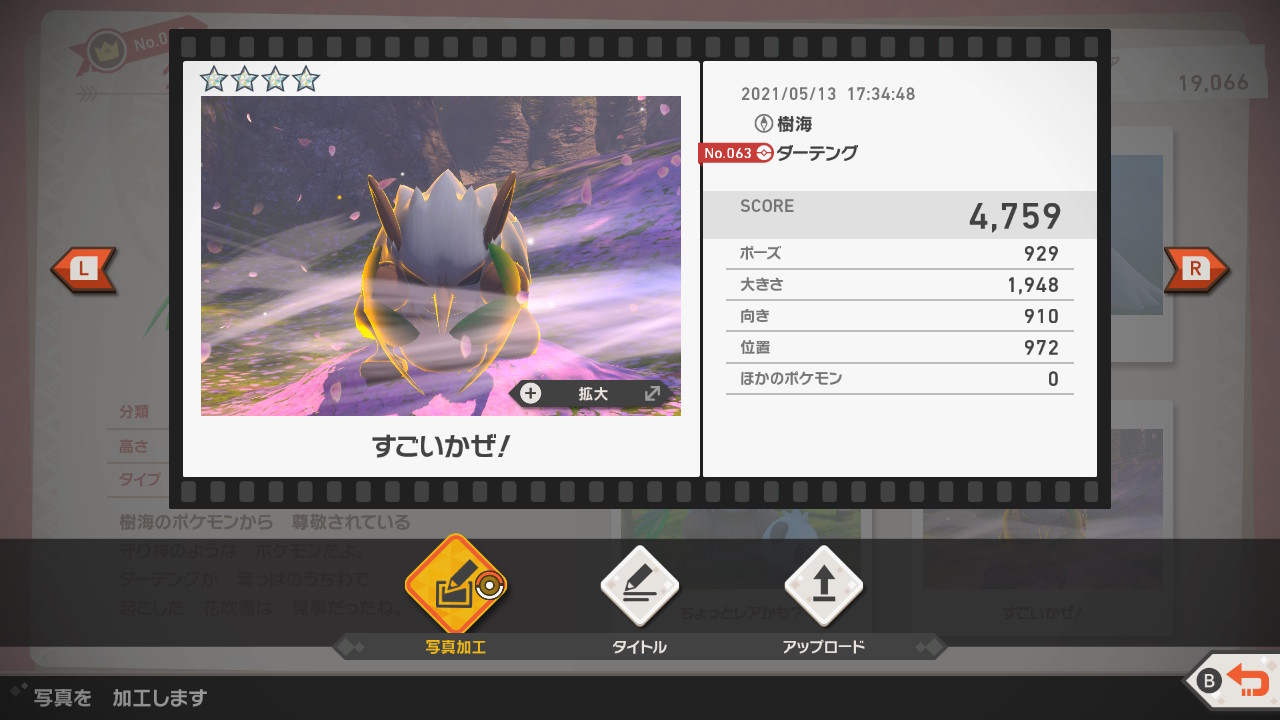 No.0
19,066
2021/05/13 17:34:48
樹海
No.063 ダーテング
SCORE 4,759
ポーズ 929
大きさ 1,948
向き 910
位置 972
ほかのポケモン 0
L
R
+ 拡大
すごいかぜ!
分類
高さ
タイプ
樹海のポケモンから 尊敬されている
守り神のような ポケモンだよ。
ダーテングが 葉っぱのうちわで
起こした 花吹雪は 見事だったわ。
ちょっとレアかも?
すごいかぜ!
写真加工
タイトル
アップロード
B
写真を 加工します